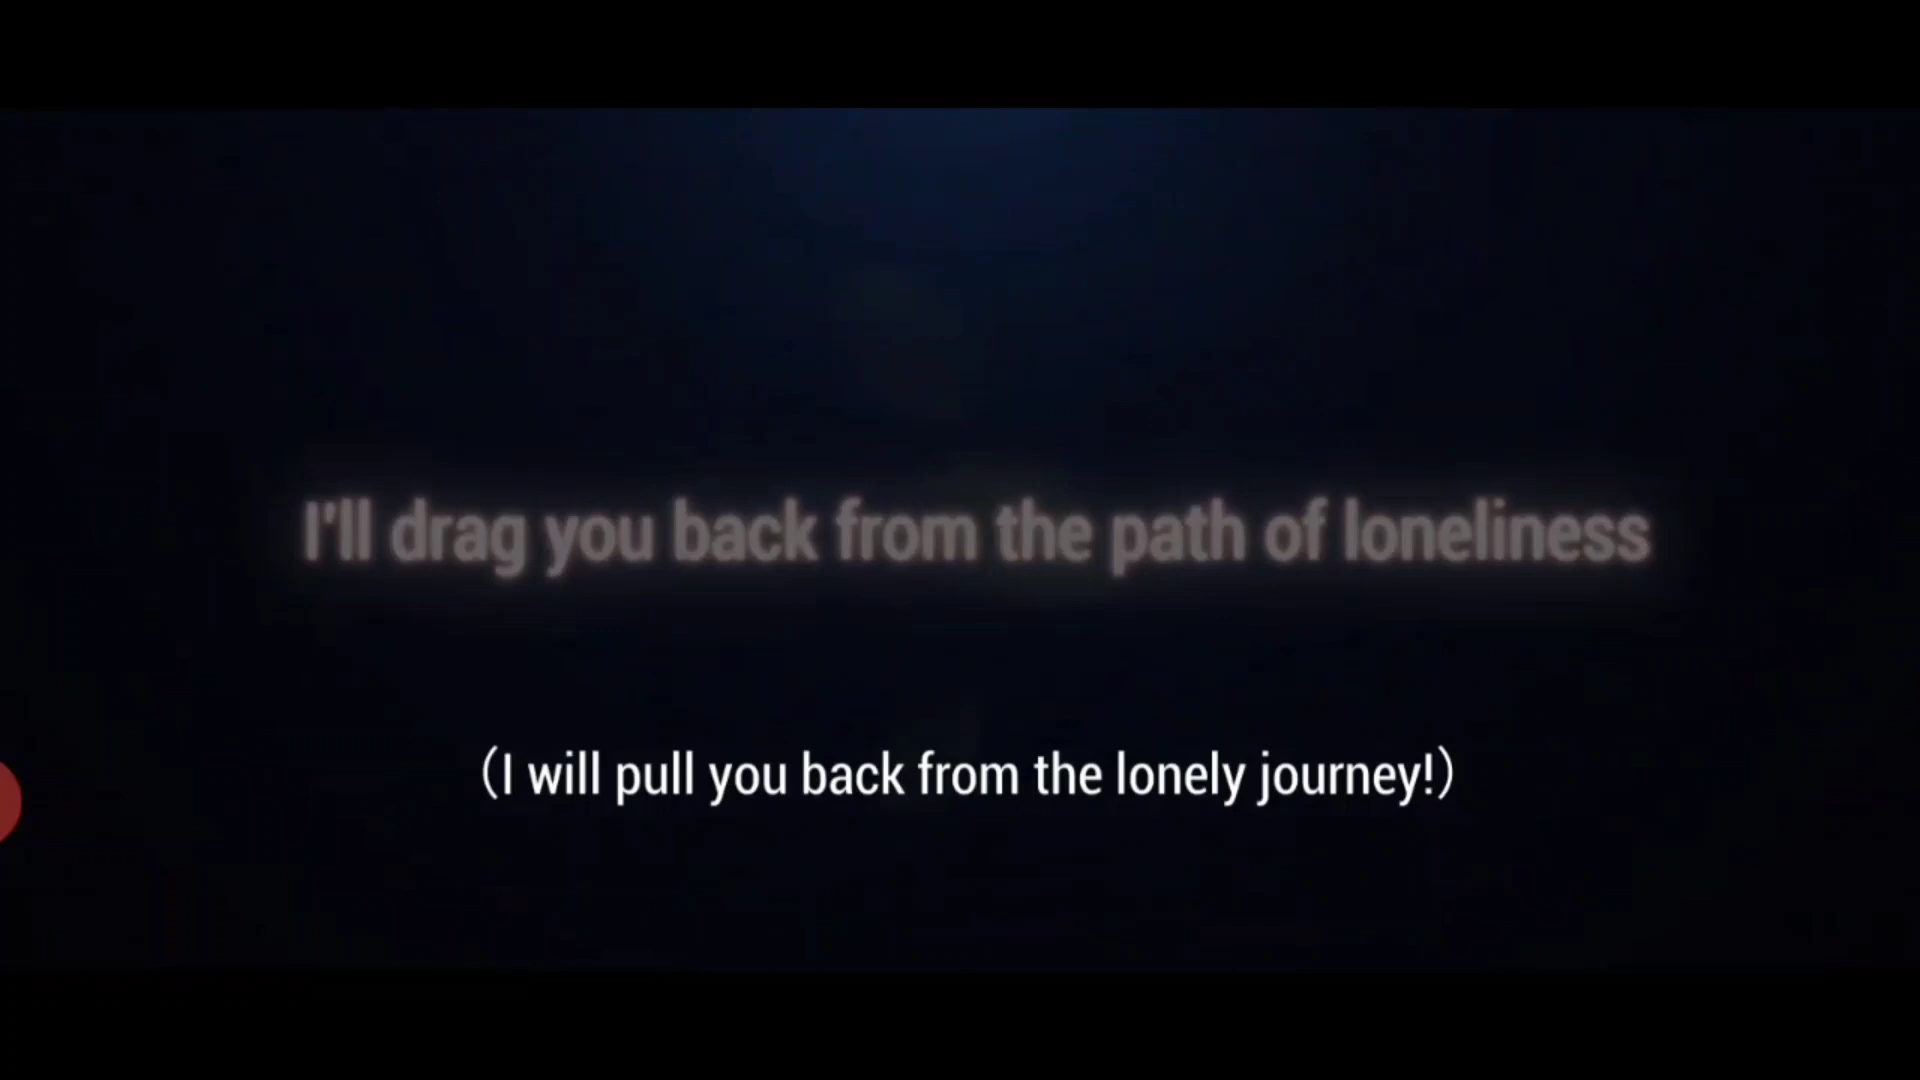 I'll drag you back from the path of loneliness
(I will pull you back from the lonely journey!)